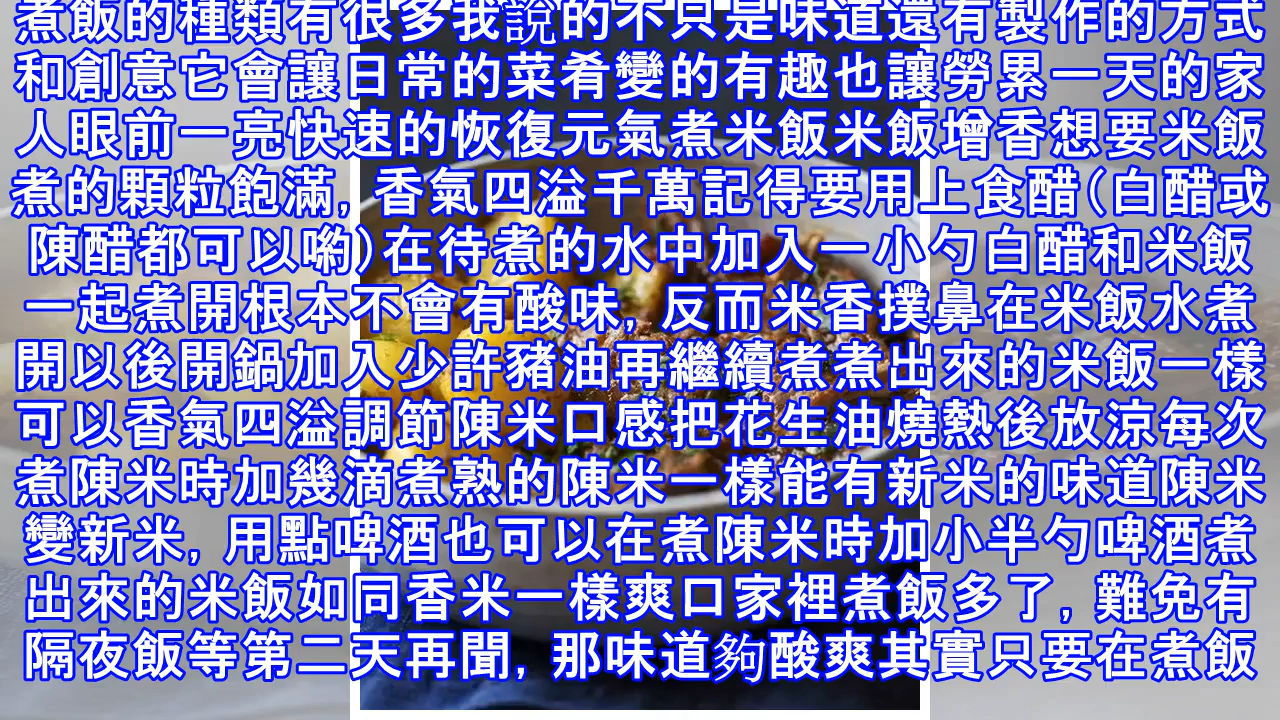 煮飯的種類有很多我說的不只是味道還有製作的方式
和創意它會讓日常的菜肴變的有趣也讓勞累一天的家
人眼前一亮快速的恢復元氣煮米飯米飯增香想要米飯
煮的顆粒飽滿, 香氣四溢千萬記得要用上食醋(白醋或
陳醋都可以喲)在待煮的水中加入一小勺白醋和米飯
一起煮開根本不會有酸味, 反而米香撲鼻在米飯水煮
開以後開鍋加入少許豬油再繼續煮煮出來的米飯一樣
可以香氣四溢調節陳米口感把花生油燒熱後放涼每次
煮陳米時加幾滴煮熟的陳米一樣能有新米的味道陳米
變新米, 用點啤酒也可以在煮陳米時加小半勺啤酒煮
出來的米飯如同香米一樣爽口家裡煮飯多了, 難免有
隔夜飯等第二天再聞, 那味道夠酸爽其實只要在煮飯